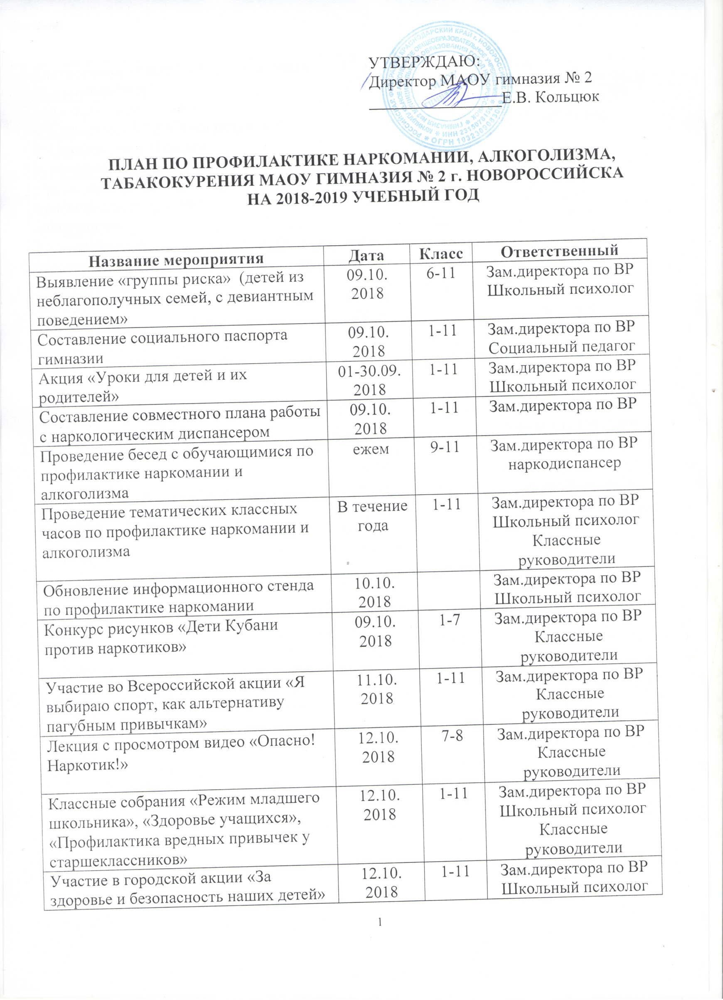 УТВЕРЖДАЮ:
Директор МАОУ гимназия № 2
Е.В. Кольцюк
ПЛАН ПО ПРОФИЛАКТИКЕ НАРКОМАНИИ, АЛКОГОЛИЗМА,
ТАБАКОКУРЕНИЯ МАОУ ГИМНАЗИЯ № 2 г. НОВОРОССИЙСКА
НА 2018-2019 УЧЕБНЫЙ ГОД
Название мероприятия Дата Класс Ответственный
Выявление «группы риска» (детей из 09.10. 6-11 Зам.директора по ВР
неблагополучных семей, с девиантным 2018 Школьный психолог
поведением»
Составление социального паспорта 09.10. 1-11 Зам.директора по ВР
гимназии 2018 Социальный педагог
Акция «Уроки для детей и их 01-30.09. 1-11 Зам.директора по ВР
родителей» 2018 Школьный психолог
Составление совместного плана работы 09.10. 1-11 Зам.директора по ВР
с наркологическим диспансером 2018
Проведение бесед с обучающимися по ежем 9-11 Зам.директора по ВР
профилактике наркомании и наркодиспансер
алкоголизма
Проведение тематических классных В течение 1-11 Зам.директора по ВР
часов по профилактике наркомании и года Школьный психолог
алкоголизма Классные
руководители
Обновление информационного стенда 10.10. Зам.директора по ВР
по профилактике наркомании 2018 Школьный психолог
Конкурс рисунков «Дети Кубани 09.10. 1-7 Зам.директора по ВР
против наркотиков» 2018 Классные
руководители
Участие во Всероссийской акции «Я 11.10. 1-11 Зам.директора по ВР
выбираю спорт, как альтернативу 2018 Классные
пагубным привычкам» руководители
Лекция с просмотром видео «Опасно! 12.10. 7-8 Зам.директора по ВР
Наркотик!» 2018 Классные
руководители
Классные собрания «Режим младшего 12.10. 1-11 Зам.директора по ВР
школьника», «Здоровье учащихся», 2018 Школьный психолог
«Профилактика вредных привычек у Классные
старшеклассников» руководители
Участие в городской акции «За 12.10. 1-11 Зам.директора по ВР
здоровье и безопасность наших детей» 2018 Школьный психолог
1